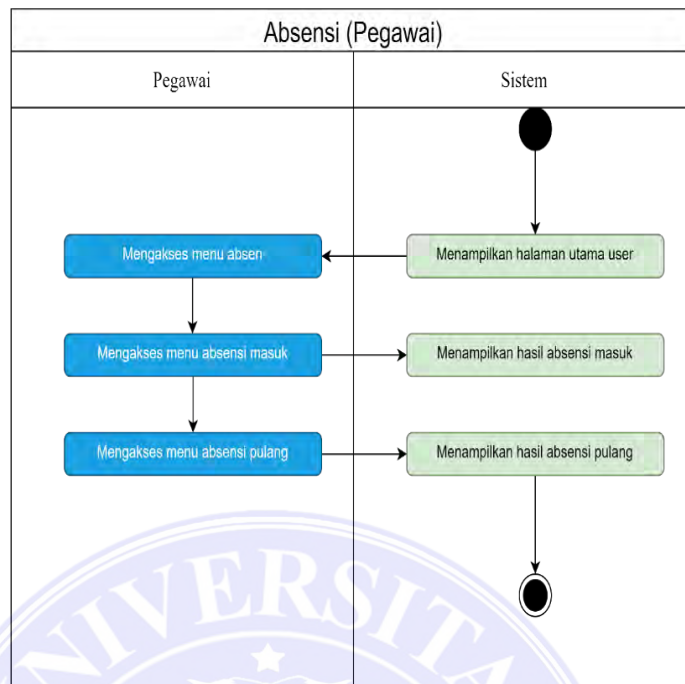 Absensi (Pegawai)
Pegawai
Sistem
Mengakses menu absen
Menampilkan halaman utama user
Mengakses menu absensi masuk
Menampilkan hasil absensi masuk
Mengakses menu absensi pulang
Menampilkan hasil absensi pulang